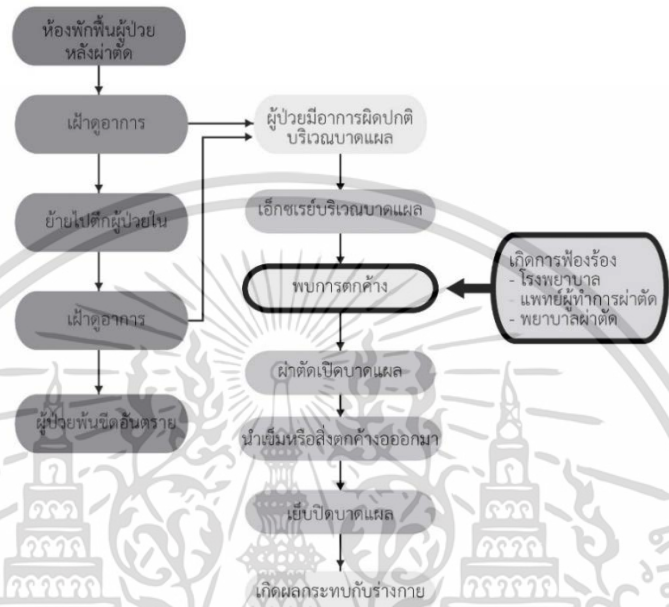 ห้องพักฟื้นผู้ป่วย
หลังผ่าตัด
เฝ้าดูอาการ
ย้ายไปตึกผู้ป่วยใน
เฝ้าดูอาการ
ผู้ป่วยพ้นขีดอันตราย
ผู้ป่วยมีอาการผิดปกติ
บริเวณบาดแผล
เอ็กซเรย์บริเวณบาดแผล
พบการตกค้าง
ผ่าตัดเปิดบาดแผล
นำเข็มหรือสิ่งตกค้างอออกมา
เย็บปิดบาดแผล
เกิดผลกระทบกับร่างกาย
เกิดการฟ้องร้อง
- โรงพยาบาล
- แพทย์ผู้ทำการผ่าตัด
- พยาบาลผ่าตัด